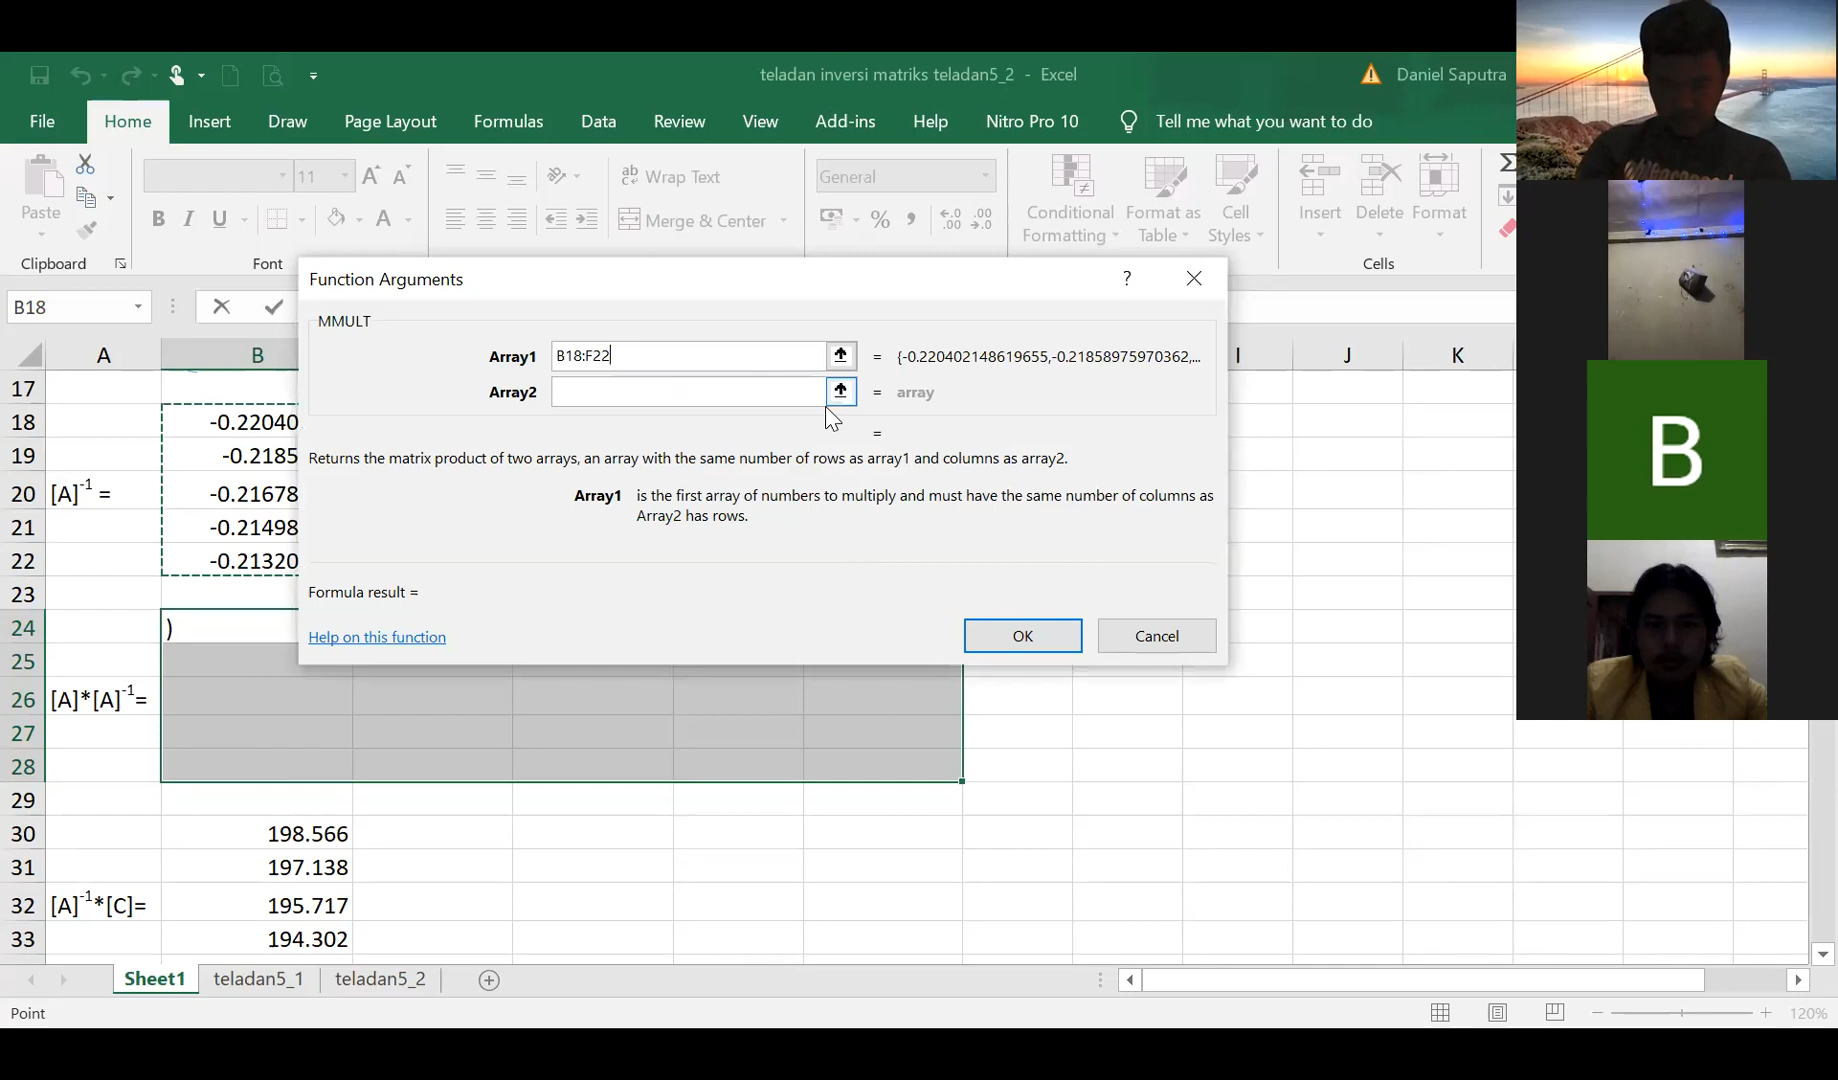 teladan inversi matriks teladan5_2 - Excel
Daniel Saputra
File Home Insert Draw Page Layout Formulas Data Review View Add-ins Help Nitro Pro 10 Tell me what you want to do
Paste
Clipboard
11
B I U A
Font
ab Wrap Text
Merge & Center
General
% , .00
Conditional Formatting
Format as Table
Cell Styles
Insert Delete Format
Cells
B18
Function Arguments
? ×
MMULT
Array1 B18:F22 = {-0.220402148619655,-0.21858975970362,...
Array2 = array
=
Returns the matrix product of two arrays, an array with the same number of rows as array1 and columns as array2.
Array1 is the first array of numbers to multiply and must have the same number of columns as
Array2 has rows.
Formula result =
Help on this function
OK Cancel
A B I J K
17
18 -0.22040
19 -0.2185
20 [A]-1 = -0.21678
21 -0.21498
22 -0.21320
23
24 )
25
26 [A]*[A]-1=
27
28
29
30 198.566
31 197.138
32 [A]-1*[C]= 195.717
33 194.302
Sheet1 teladan5_1 teladan5_2
Point
120%
B